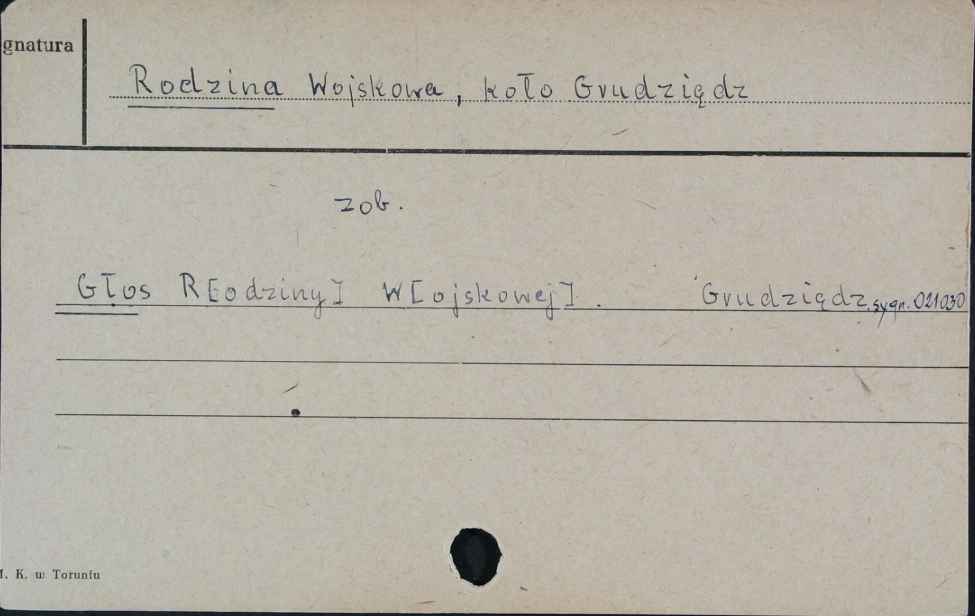 gnatura
Rodzina Wojskowa, koło Grudziądz
zob.
Głos R[odziny] W[ojskowej]. Grudziądz, sygn. 021030
K. w Toruniu